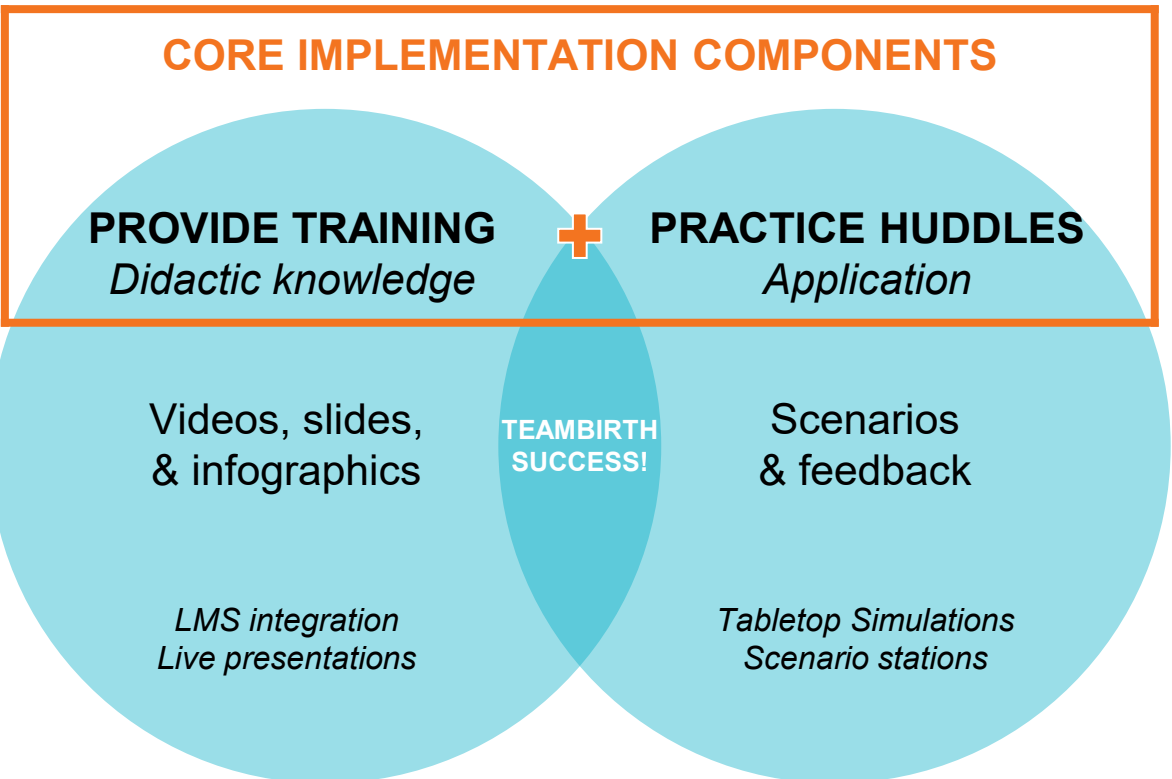 CORE IMPLEMENTATION COMPONENTS
PROVIDE TRAINING
Didactic knowledge
PRACTICE HUDDLES
Application
Videos, slides,
& infographics
TEAMBIRTH
SUCCESS!
Scenarios
& feedback
LMS integration
Live presentations
Tabletop Simulations
Scenario stations